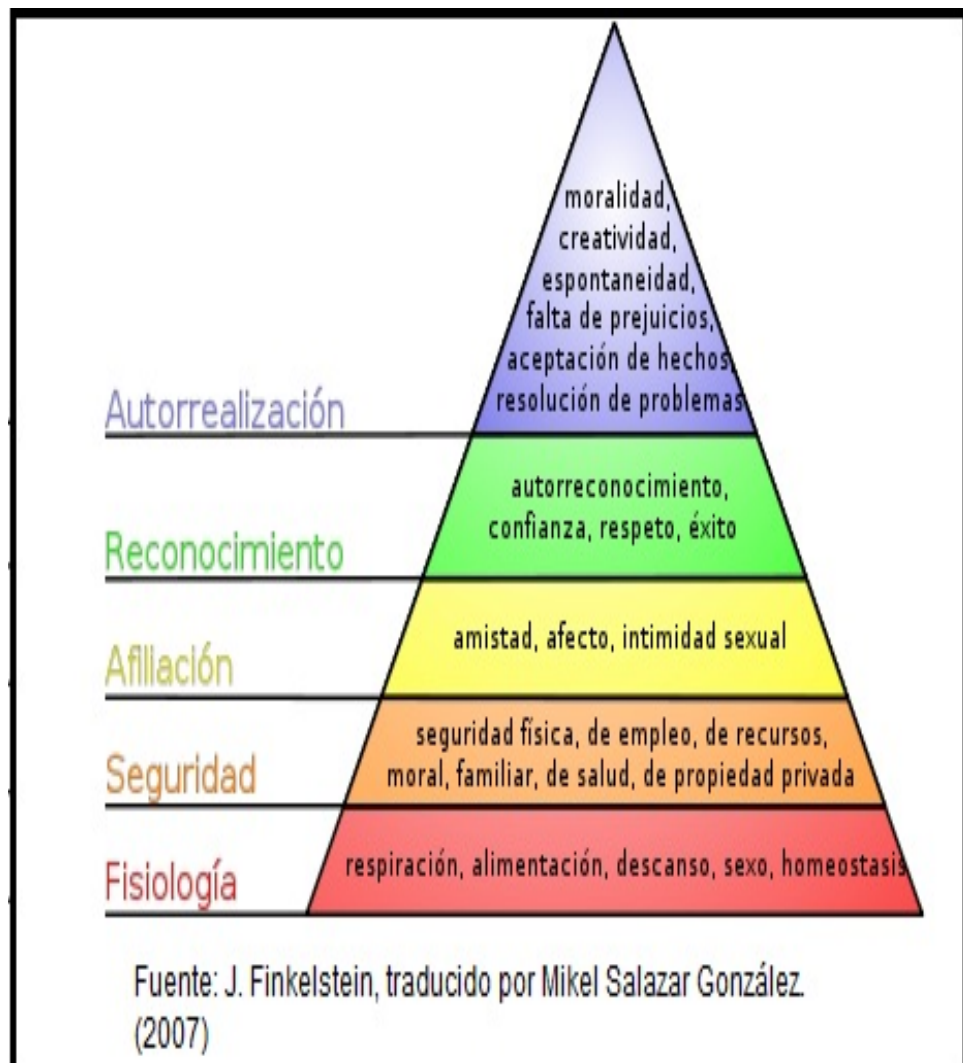 moralidad,
creatividad,
espontaneidad,
falta de prejuicios,
aceptación de hechos,
resolución de problemas
Autorrealización
autorreconocimiento,
confianza, respeto, éxito
Reconocimiento
amistad, afecto, intimidad sexual
Afiliación
seguridad física, de empleo, de recursos,
moral, familiar, de salud, de propiedad privada
Seguridad
respiración, alimentación, descanso, sexo, homeostasis
Fisiología
Fuente: J. Finkelstein, traducido por Mikel Salazar González.
(2007)